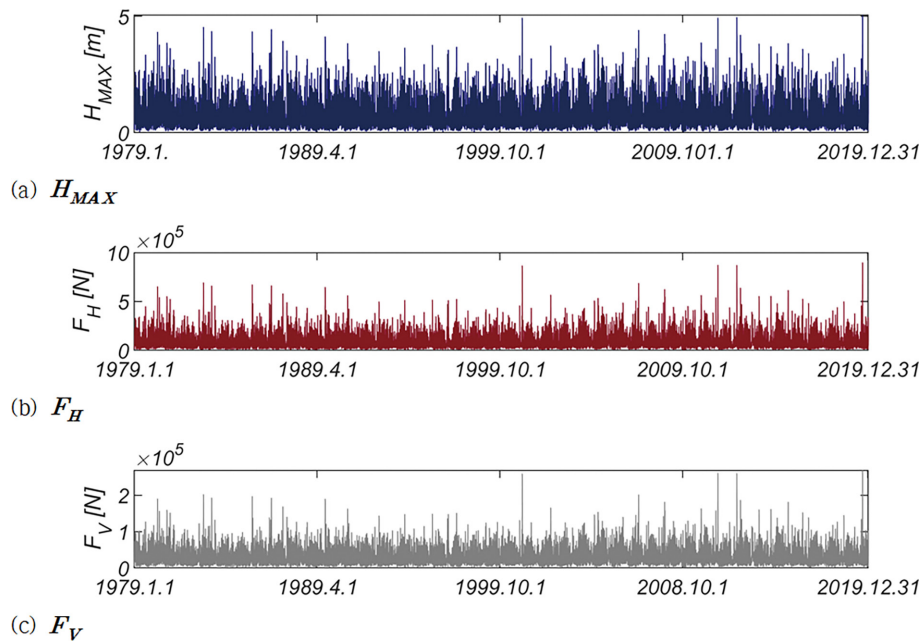 5
H_MAX [m]
0
1979.1. 1989.4.1 1999.10.1 2009.101.1 2019.12.31
(a) H_MAX
×10^5
10
F_H [N]
5
0
1979.1.1 1989.4.1 1999.10.1 2009.10.1 2019.12.31
(b) F_H
×10^5
2
F_V [N]
1
0
1979.1.1 1989.4.1 1999.10.1 2008.10.1 2019.12.31
(c) F_V